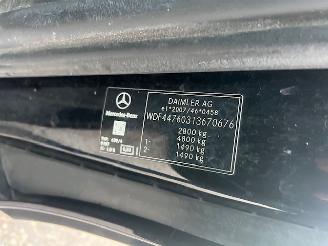 DAIMLER AG
e1*2007/46*0458
WDF44760313670676
2800 kg
4800 kg
1- 1490 kg
2- 1490 kg
Mercedes-Benz